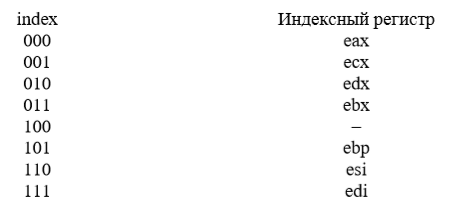 index Индексный регистр
000 eax
001 ecx
010 edx
011 ebx
100 –
101 ebp
110 esi
111 edi